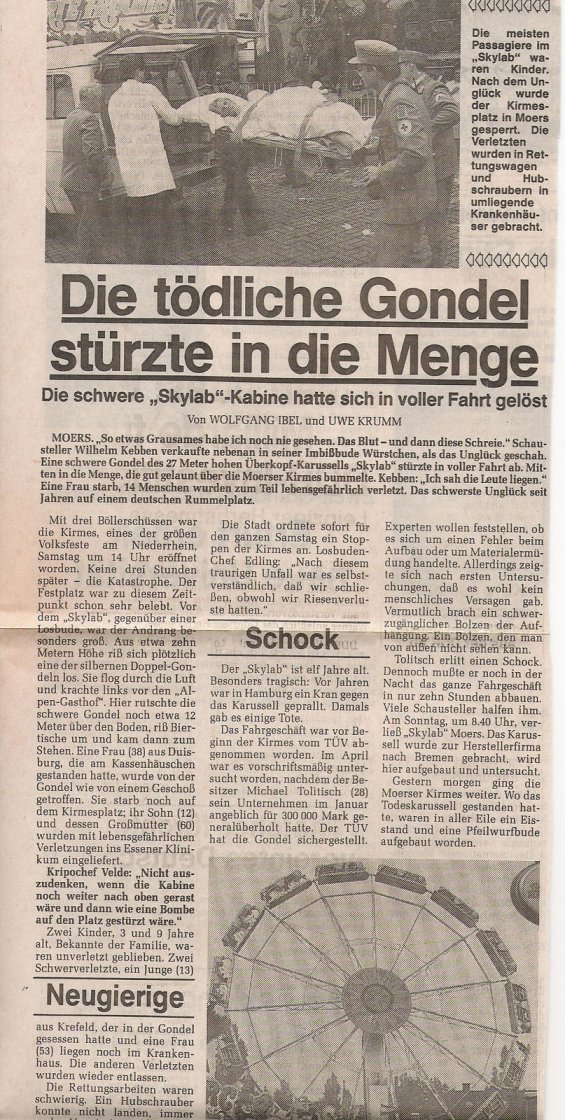 Die meisten
Passagiere im
„Skylab“ wa-
ren Kinder.
Nach dem Un-
glück wurde
der Kirmes-
platz in Moers
gesperrt. Die
Verletzten
wurden in Ret-
tungswagen
und Hub-
schraubern in
umliegende
Krankenhäu-
ser gebracht.
Die tödliche Gondel
stürzte in die Menge
Die schwere „Skylab“-Kabine hatte sich in voller Fahrt gelöst
Von WOLFGANG IBEL und UWE KRUMM
MOERS. „So etwas Grausames habe ich noch nie gesehen. Das Blut – und dann diese Schreie.“ Schau-
steller Wilhelm Kebben verkaufte nebenan in seiner Imbißbude Würstchen, als das Unglück geschah.
Eine schwere Gondel des 27 Meter hohen Überkopf-Karussells „Skylab“ stürzte in voller Fahrt ab. Mit-
ten in die Menge, die gut gelaunt über die Moerser Kirmes bummelte. Kebben: „Ich sah die Leute liegen.“
Eine Frau starb, 14 Menschen wurden zum Teil lebensgefährlich verletzt. Das schwerste Unglück seit
Jahren auf einem deutschen Rummelplatz.
Mit drei Böllerschüssen war
die Kirmes, eines der großen
Volksfeste am Niederrhein,
Samstag um 14 Uhr eröffnet
worden. Keine drei Stunden
später – die Katastrophe. Der
Festplatz war zu diesem Zeit-
punkt schon sehr belebt. Vor
dem „Skylab“, gegenüber einer
Losbude, war der Andrang be-
sonders groß. Aus etwa zehn
Metern Höhe riß sich plötzlich
eine der silbernen Doppel-Gon-
deln los. Sie flog durch die Luft
und krachte links vor den „Al-
pen-Gasthof“. Hier rutschte die
schwere Gondel noch etwa 12
Meter über den Boden, riß Bier-
tische um und kam dann zum
Stehen. Eine Frau (38) aus Duis-
burg, die am Kassenhäuschen
gestanden hatte, wurde von der
Gondel wie von einem Geschoß
getroffen. Sie starb noch auf
dem Kirmesplatz; ihr Sohn (12)
und dessen Großmutter (60)
wurden mit lebensgefährlichen
Verletzungen ins Essener Klini-
kum eingeliefert.
Kripochef Velde: „Nicht aus-
zudenken, wenn die Kabine
noch weiter nach oben gerast
wäre und dann wie eine Bombe
auf den Platz gestürzt wäre.“
Zwei Kinder, 3 und 9 Jahre
alt, Bekannte der Familie, wa-
ren unverletzt geblieben. Zwei
Schwerverletzte, ein Junge (13)
Neugierige
aus Krefeld, der in der Gondel
gesessen hatte und eine Frau
(53) liegen noch im Kranken-
haus. Die anderen Verletzten
wurden wieder entlassen.
Die Rettungsarbeiten waren
schwierig. Ein Hubschrauber
konnte nicht landen, immer
Die Stadt ordnete sofort für
den ganzen Samstag ein Stop-
pen der Kirmes an. Losbuden-
Chef Edling: „Nach diesem
traurigen Unfall war es selbst-
verständlich, daß wir schlie-
ßen, obwohl wir Riesenverlu-
ste hatten.“
Schock
Der „Skylab“ ist elf Jahre alt.
Besonders tragisch: Vor Jahren
war in Hamburg ein Kran gegen
das Karussell geprallt. Damals
gab es einige Tote.
Das Fahrgeschäft war vor Be-
ginn der Kirmes vom TÜV ab-
genommen worden. Im April
war es vorschriftsmäßig unter-
sucht worden, nachdem der Be-
sitzer Michael Tolitisch (28)
sein Unternehmen im Januar
angeblich für 300 000 Mark ge-
neralüberholt hatte. Der TÜV
hat die Gondel sichergestellt.
Experten wollen feststellen, ob
es sich um einen Fehler beim
Aufbau oder um Materialermü-
dung handelte. Allerdings zeig-
te sich nach ersten Untersu-
chungen, daß es wohl kein
menschliches Versagen gab.
Vermutlich brach ein schwer-
zugänglicher Bolzen der Auf-
hängung. Ein Bolzen, den man
von außen nicht sehen kann.
Tolitsch erlitt einen Schock.
Dennoch mußte er noch in der
Nacht das ganze Fahrgeschäft
in nur zehn Stunden abbauen.
Viele Schausteller halfen ihm.
Am Sonntag, um 8.40 Uhr, ver-
ließ „Skylab“ Moers. Das Karus-
sell wurde zur Herstellerfirma
nach Bremen gebracht, wird
hier aufgebaut und untersucht.
Gestern morgen ging die
Moerser Kirmes weiter. Wo das
Todeskarussell gestanden hat-
te, waren in aller Eile ein Eis-
stand und eine Pfeilwurfbude
aufgebaut worden.